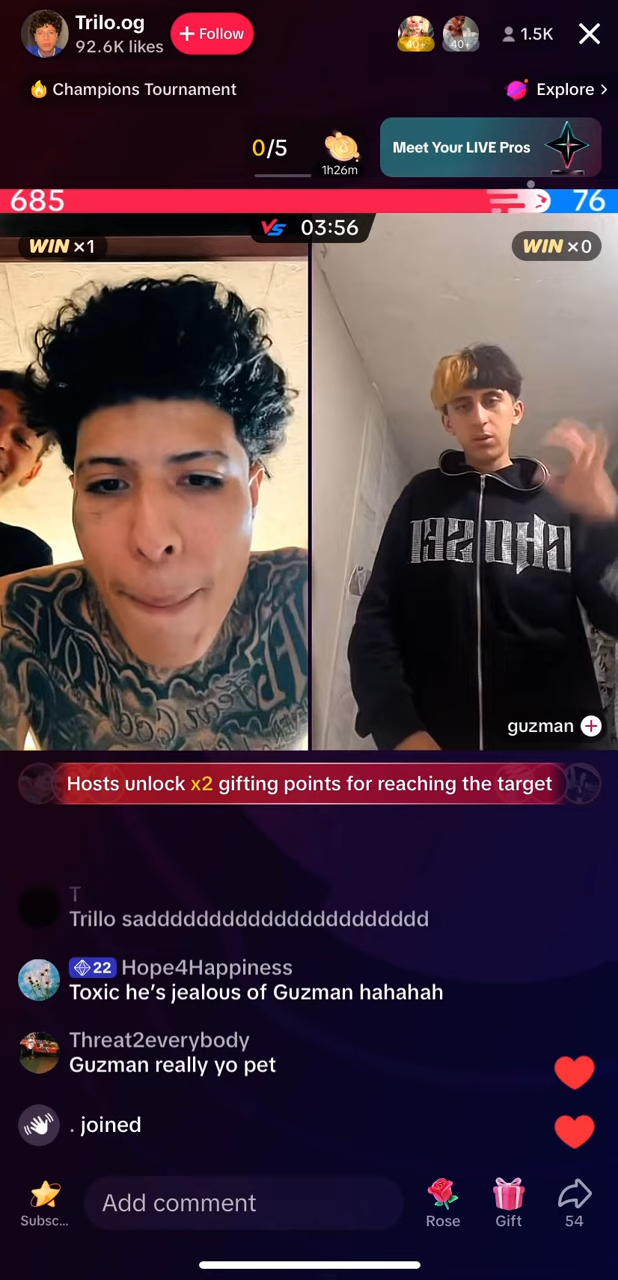 Trilo.og
92.6K likes
+ Follow
40+
40+
1.5K
Champions Tournament
Explore >
0/5
1h26m
Meet Your LIVE Pros
685
76
VS 03:56
WIN ×1
WIN ×0
guzman
Hosts unlock x2 gifting points for reaching the target
T
Trillo sadddddddddddddddddddddd
22 Hope4Happiness
Toxic he’s jealous of Guzman hahahah
Threat2everybody
Guzman really yo pet
. joined
Subsc...
Add comment
Rose
Gift
54